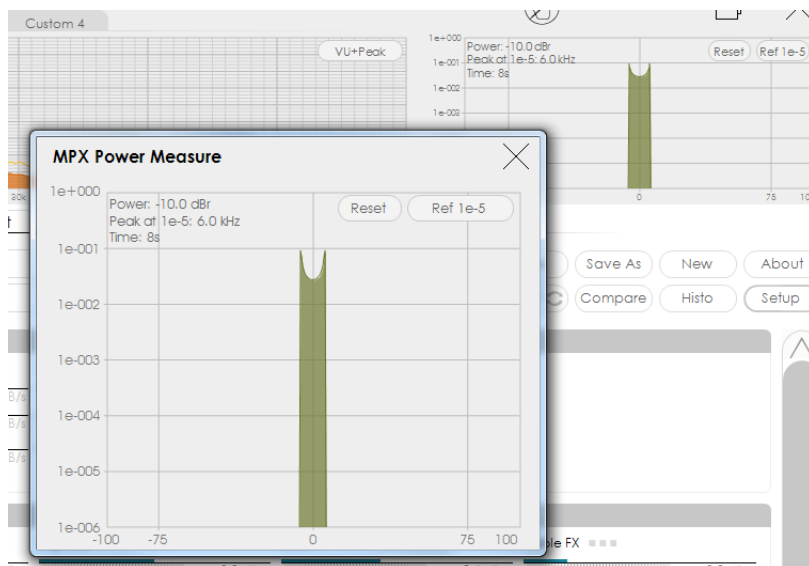 Custom 4
VU+Peak
1e+000
Power: -10.0 dBr
Peak at 1e-5: 6.0 kHz
Time: 8s
Reset
Ref 1e-5
1e-001
1e-002
1e-003
0
75
30k
MPX Power Measure
1e+000
Power: -10.0 dBr
Peak at 1e-5: 6.0 kHz
Time: 8s
Reset
Ref 1e-5
1e-001
1e-002
1e-003
1e-004
1e-005
1e-006
-100
-75
0
75
100
Save As
New
About
Compare
Histo
Setup
B/s
B/s
B/s
ble FX